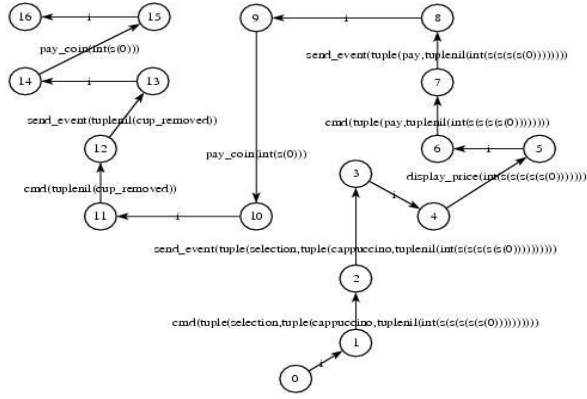 16 i 15 9 i 8
pay_coin(int(s(0)))
send_event(tuple(pay,tuplenil(int(s(s(s(s(0))))))))
14 i 13 7
send_event(tuplenil(cup_removed))
cmd(tuple(pay,tuplenil(int(s(s(s(s(0))))))))
12 6 i 5
pay_coin(int(s(0)))
3 display_price(int(s(s(s(s(s(0)))))))
cmd(tuplenil(cup_removed))
i
11 i 10 4
send_event(tuple(selection,tuple(cappuccino,tuplenil(int(s(s(s(s(s(0))))))))))
2
cmd(tuple(selection,tuple(cappuccino,tuplenil(int(s(s(s(s(s(0))))))))))
1
i
0